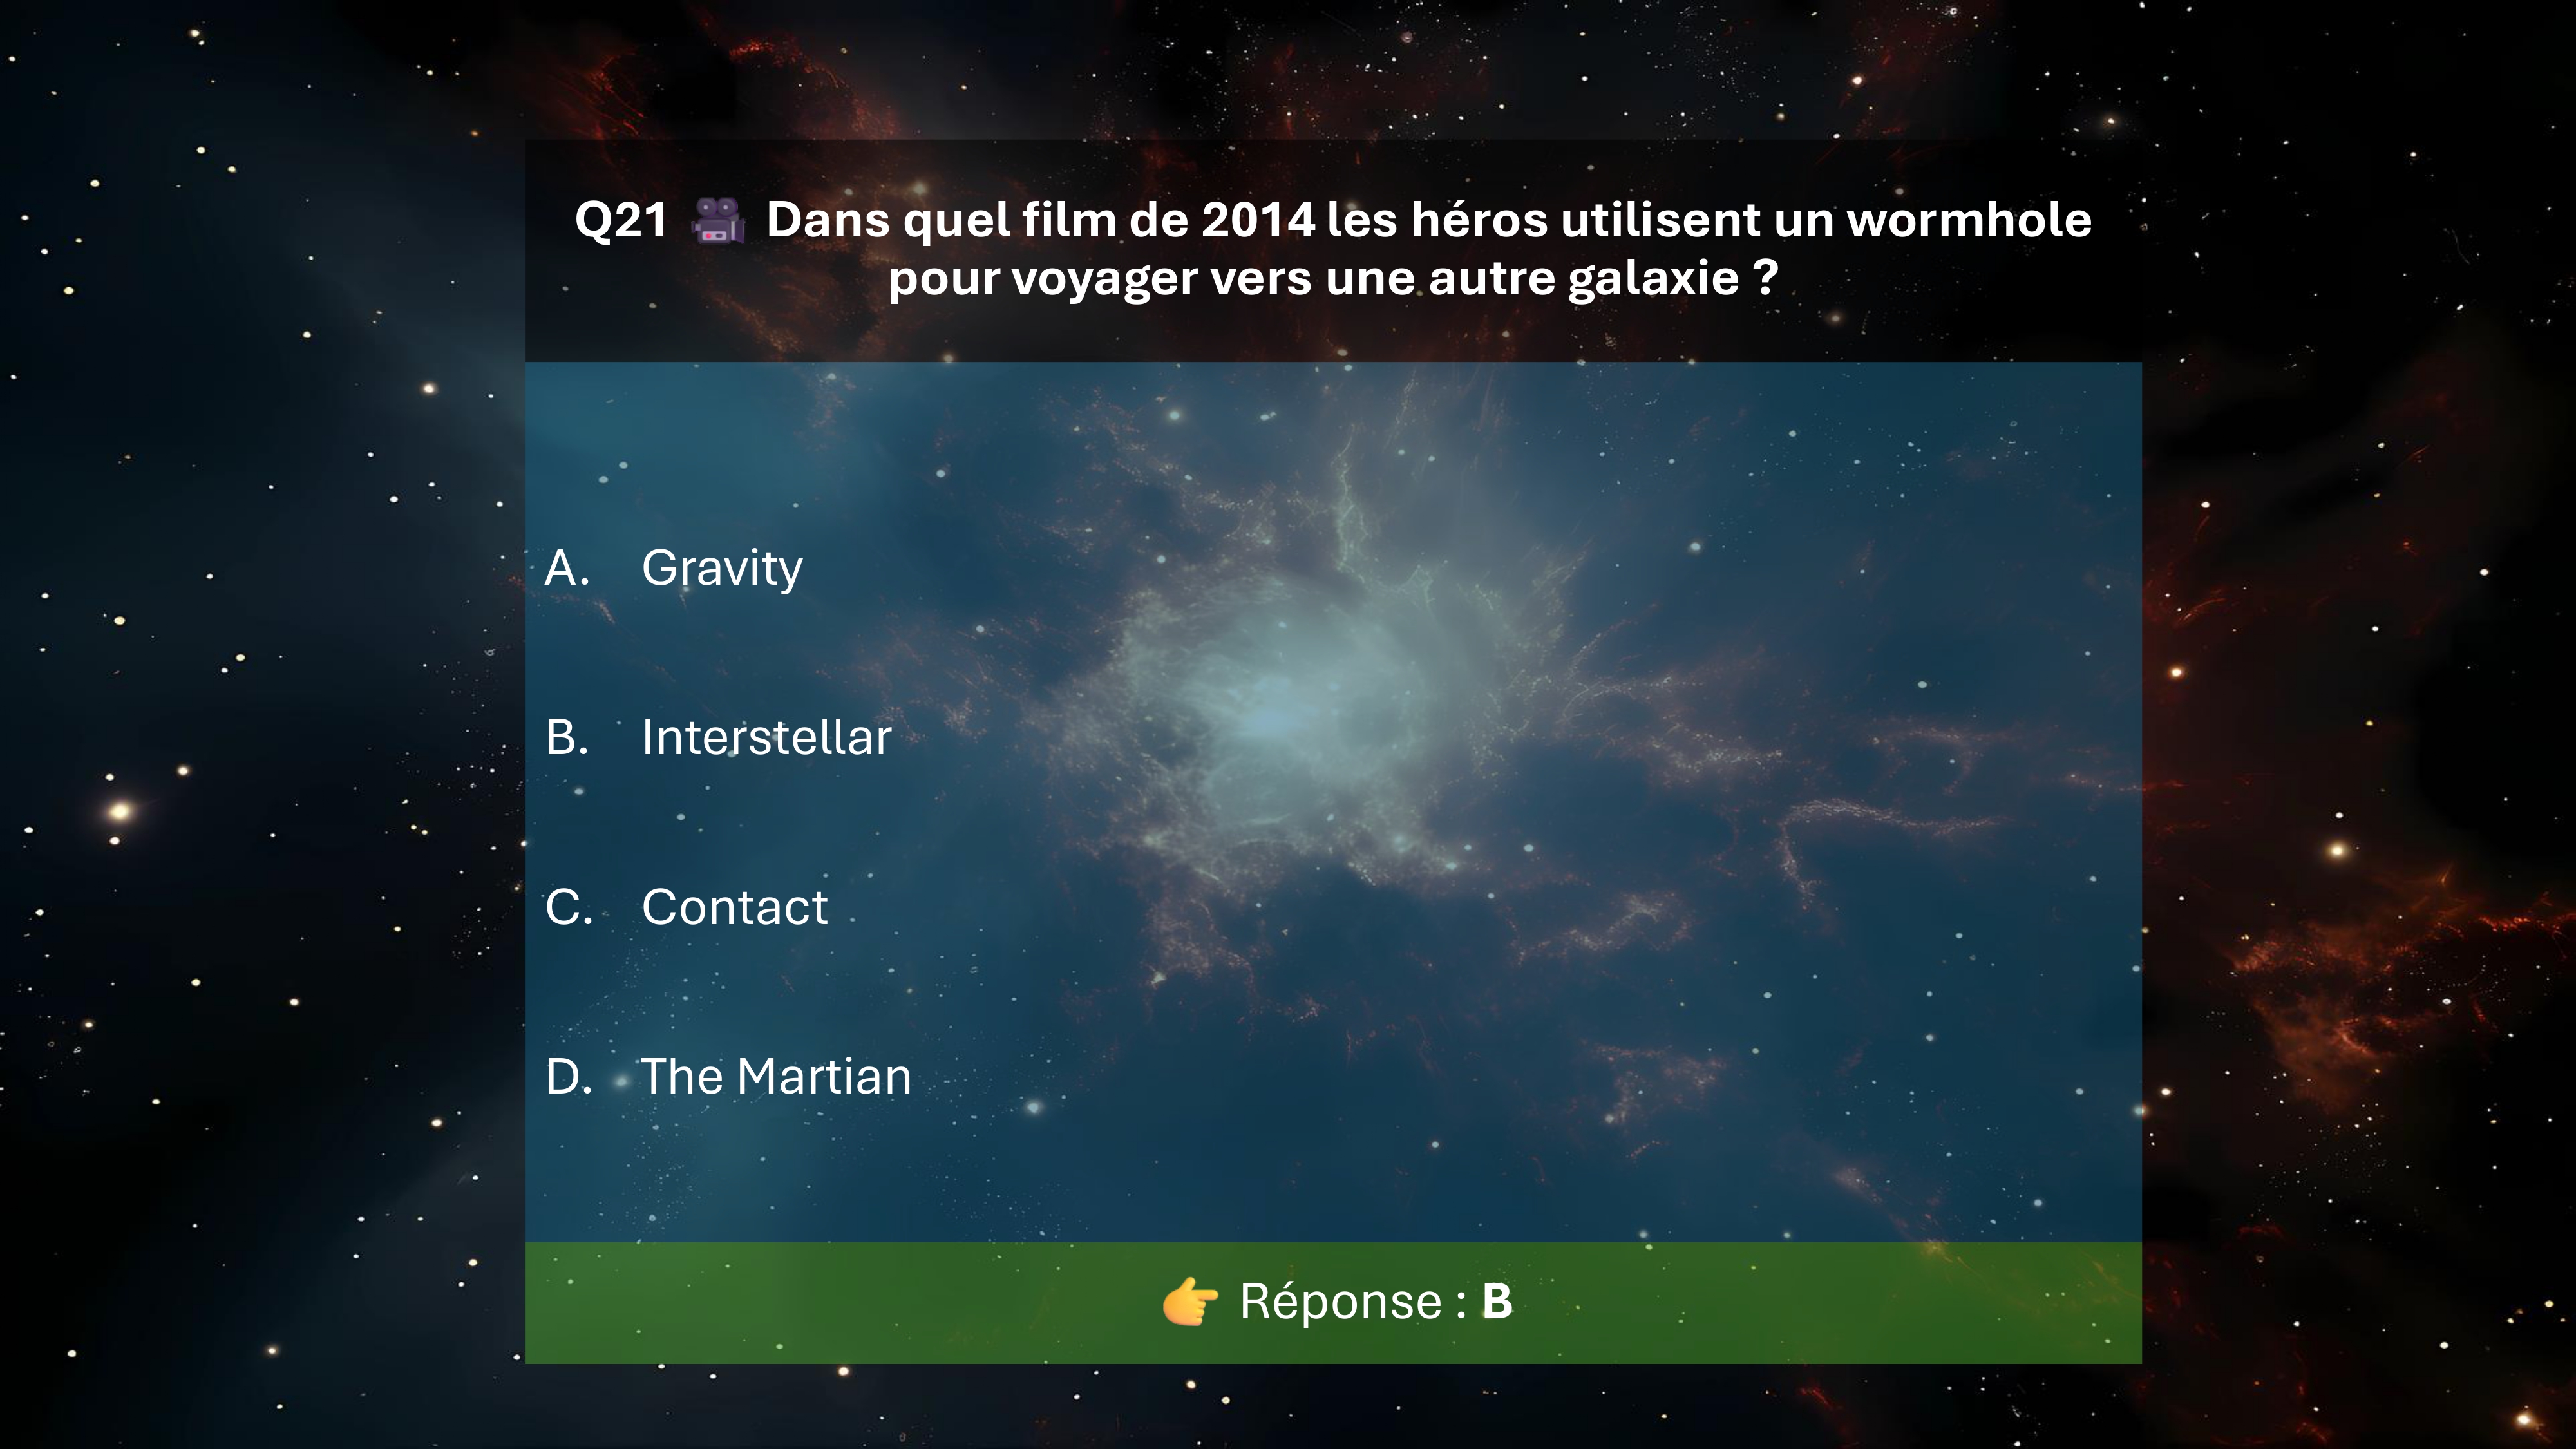 Q21 🎥 Dans quel film de 2014 les héros utilisent un wormhole
pour voyager vers une autre galaxie ?
A. Gravity
B. Interstellar
C. Contact
D. The Martian
👉 Réponse : B